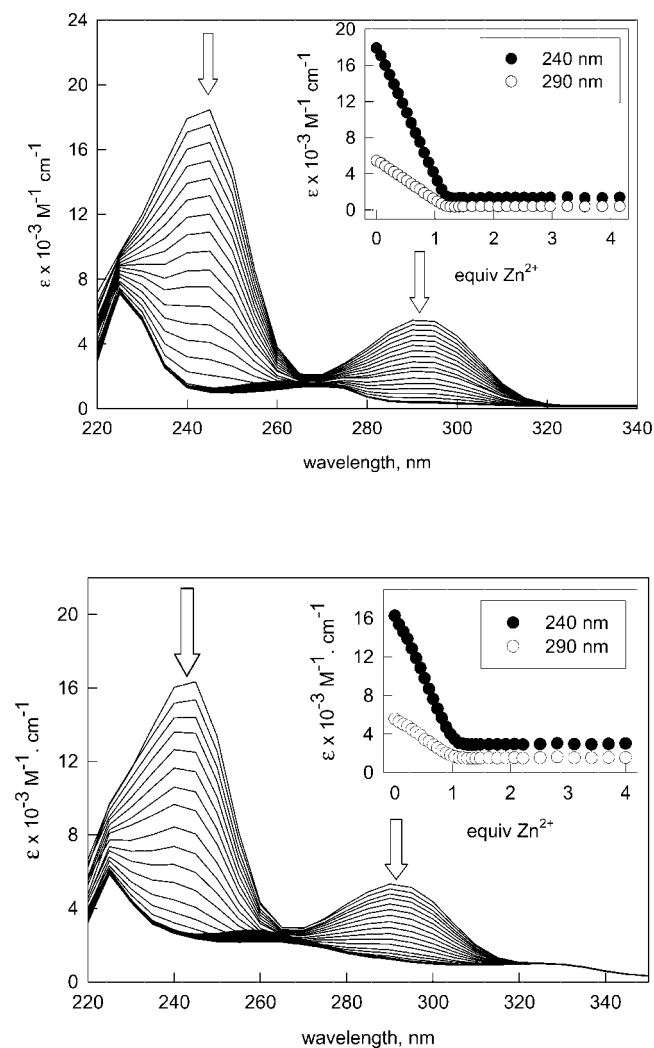 24
20
16
12
8
4
0
ε x 10⁻³ M⁻¹ cm⁻¹
220 240 260 280 300 320 340
wavelength, nm
20
16
12
8
4
0
ε x 10⁻³ M⁻¹ cm⁻¹
240 nm
290 nm
0 1 2 3 4
equiv Zn²⁺
20
16
12
8
4
0
ε x 10⁻³ M⁻¹ . cm⁻¹
220 240 260 280 300 320 340
wavelength, nm
16
12
8
4
0
ε x 10⁻³ M⁻¹ . cm⁻¹
240 nm
290 nm
0 1 2 3 4
equiv Zn²⁺